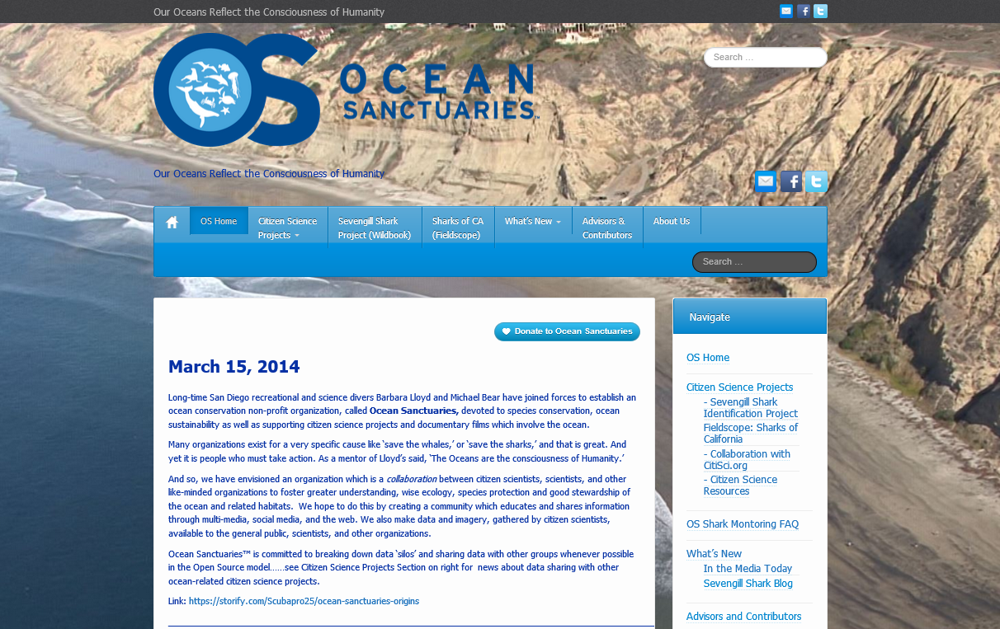 Our Oceans Reflect the Consciousness of Humanity
Search ...
OS OCEAN
SANCTUARIES™
Our Oceans Reflect the Consciousness of Humanity
OS Home
Citizen Science
Projects
Sevengill Shark
Project (Wildbook)
Sharks of CA
(Fieldscope)
What's New
Advisors &
Contributors
About Us
Search ...
Donate to Ocean Sanctuaries
March 15, 2014
Long-time San Diego recreational and science divers Barbara Lloyd and Michael Bear have joined forces to establish an
ocean conservation non-profit organization, called Ocean Sanctuaries, devoted to species conservation, ocean
sustainability as well as supporting citizen science projects and documentary films which involve the ocean.
Many organizations exist for a very specific cause like 'save the whales,' or 'save the sharks,' and that is great. And
yet it is people who must take action. As a mentor of Lloyd's said, 'The Oceans are the consciousness of Humanity.'
And so, we have envisioned an organization which is a collaboration between citizen scientists, scientists, and other
like-minded organizations to foster greater understanding, wise ecology, species protection and good stewardship of
the ocean and related habitats.  We hope to do this by creating a community which educates and shares information
through multi-media, social media, and the web. We also make data and imagery, gathered by citizen scientists,
available to the general public, scientists, and other organizations.
Ocean Sanctuaries™ is committed to breaking down data 'silos' and sharing data with other groups whenever possible
in the Open Source model……see Citizen Science Projects Section on right for  news about data sharing with other
ocean-related citizen science projects.
Link: https://storify.com/Scubapro25/ocean-sanctuaries-origins
Navigate
OS Home
Citizen Science Projects
- Sevengill Shark
Identification Project
Fieldscope: Sharks of
California
- Collaboration with
CitiSci.org
- Citizen Science
Resources
OS Shark Montoring FAQ
What's New
In the Media Today
Sevengill Shark Blog
Advisors and Contributors